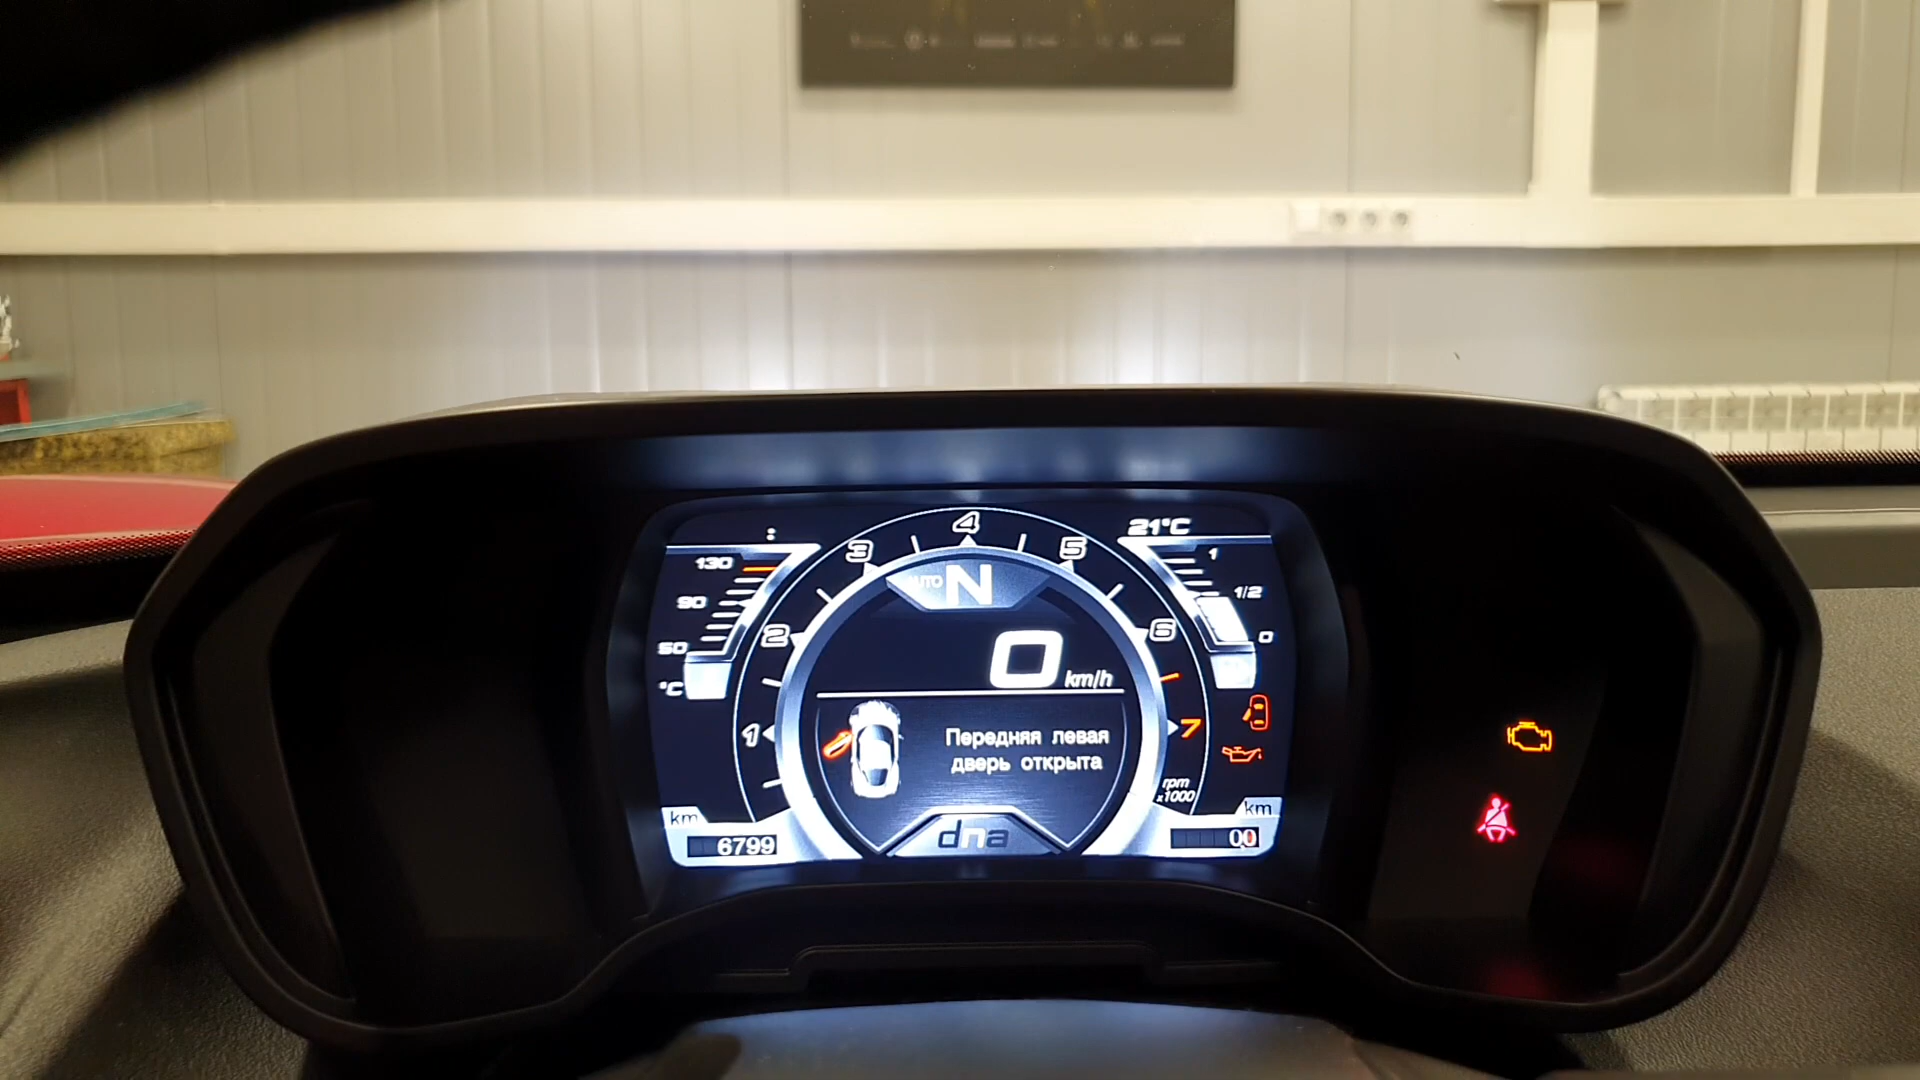 4
3
5
21°C
130
1
AUTO N
90
1/2
2
6
0
50
0 km/h
°C
Передняя левая
дверь открыта
1
7
rpm
x1000
km
km
6799
dna
00